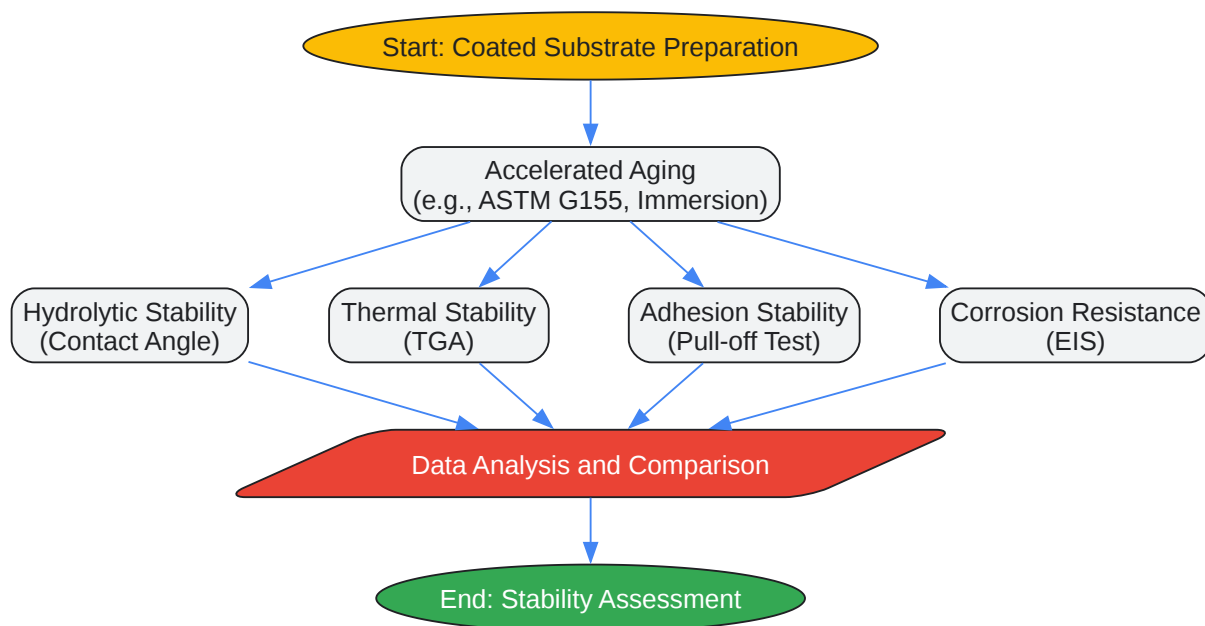 Start: Coated Substrate Preparation
Accelerated Aging
(e.g., ASTM G155, Immersion)
Hydrolytic Stability
(Contact Angle)
Thermal Stability
(TGA)
Adhesion Stability
(Pull-off Test)
Corrosion Resistance
(EIS)
Data Analysis and Comparison
End: Stability Assessment